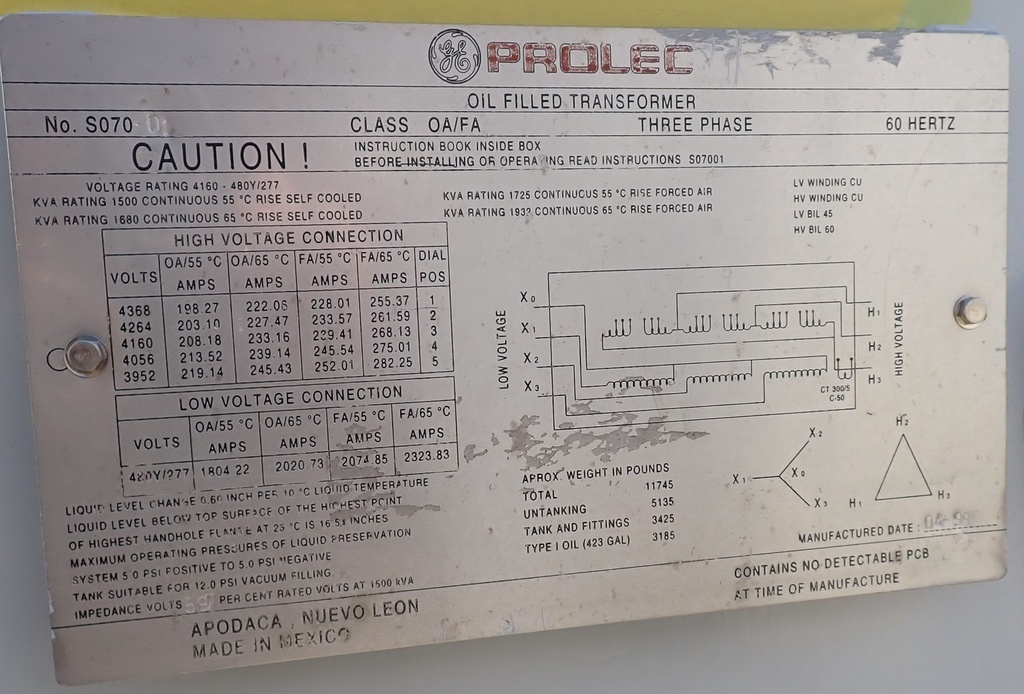 GE PROLEC
OIL FILLED TRANSFORMER
No. S070 CLASS OA/FA THREE PHASE 60 HERTZ
CAUTION !
INSTRUCTION BOOK INSIDE BOX
BEFORE INSTALLING OR OPERATING READ INSTRUCTIONS S07001
VOLTAGE RATING 4160 - 480Y/277
KVA RATING 1500 CONTINUOUS 55 °C RISE SELF COOLED
KVA RATING 1680 CONTINUOUS 65 °C RISE SELF COOLED
KVA RATING 1725 CONTINUOUS 55 °C RISE FORCED AIR
KVA RATING 1932 CONTINUOUS 65 °C RISE FORCED AIR
LV WINDING CU
HV WINDING CU
LV BIL 45
HV BIL 60
HIGH VOLTAGE CONNECTION
VOLTS OA/55 °C AMPS OA/65 °C AMPS FA/55 °C AMPS FA/65 °C AMPS DIAL POS
4368 198.27 222.06 228.01 255.37 1
4264 203.10 227.47 233.57 261.59 2
4160 208.18 233.16 239.41 268.13 3
4056 213.52 239.14 245.54 275.01 4
3952 219.14 245.43 252.01 282.25 5
LOW VOLTAGE CONNECTION
VOLTS OA/55 °C AMPS OA/65 °C AMPS FA/55 °C AMPS FA/65 °C AMPS
480Y/277 1804.22 2020.73 2074.85 2323.83
LIQUID LEVEL CHANGE 0.60 INCH PER 10 °C LIQUID TEMPERATURE
LIQUID LEVEL BELOW TOP SURFACE OF THE HIGHEST POINT
OF HIGHEST HANDHOLE FLANGE AT 25 °C IS 16.54 INCHES
MAXIMUM OPERATING PRESSURES OF LIQUID PRESERVATION
SYSTEM 5.0 PSI POSITIVE TO 5.0 PSI NEGATIVE
TANK SUITABLE FOR 12.0 PSI VACUUM FILLING.
IMPEDANCE VOLTS PER CENT RATED VOLTS AT 1500 kVA
LOW VOLTAGE
X0
X1
X2
X3
H1
H2
H3
HIGH VOLTAGE
CT 300/5
C-50
APROX. WEIGHT IN POUNDS
TOTAL 11745
UNTANKING 5135
TANK AND FITTINGS 3425
TYPE I OIL (423 GAL) 3185
X2
X1 X0
X3
H2
H1 H3
MANUFACTURED DATE :
CONTAINS NO DETECTABLE PCB
AT TIME OF MANUFACTURE
APODACA , NUEVO LEON
MADE IN MEXICO